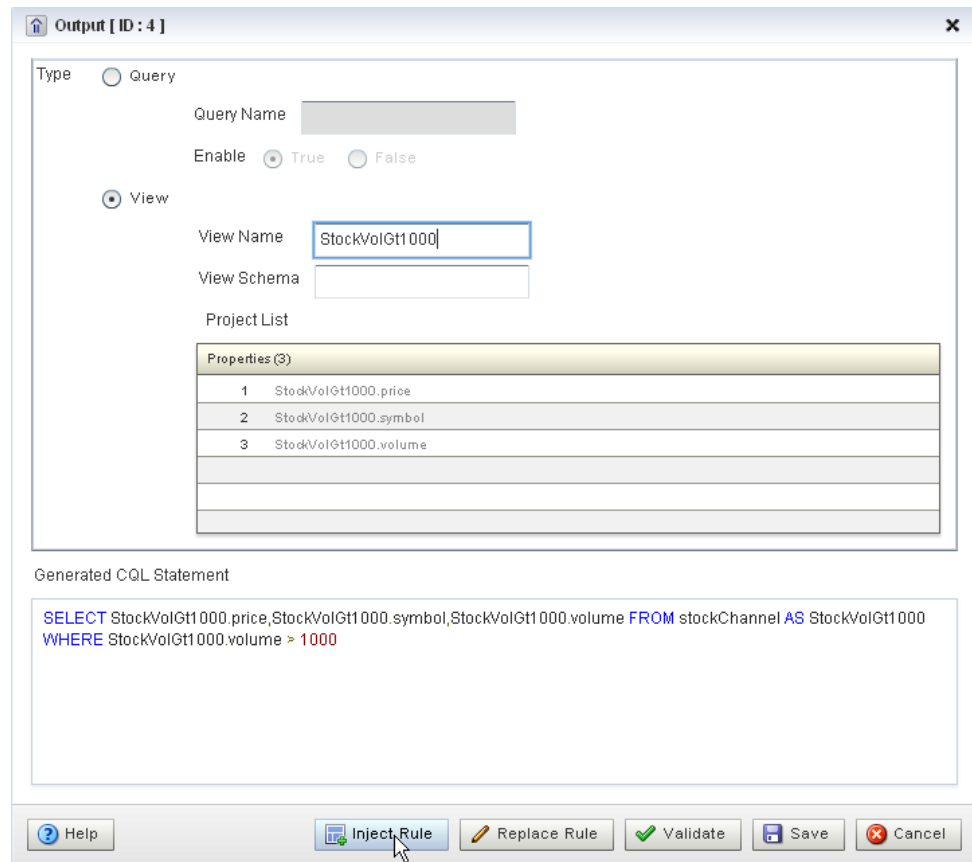 Output [ ID : 4 ]
Type Query
Query Name
Enable True False
View
View Name StockVolGt1000
View Schema
Project List
Properties (3)
1 StockVolGt1000.price
2 StockVolGt1000.symbol
3 StockVolGt1000.volume
Generated CQL Statement
SELECT StockVolGt1000.price,StockVolGt1000.symbol,StockVolGt1000.volume FROM stockChannel AS StockVolGt1000
WHERE StockVolGt1000.volume > 1000
Help Inject Rule Replace Rule Validate Save Cancel